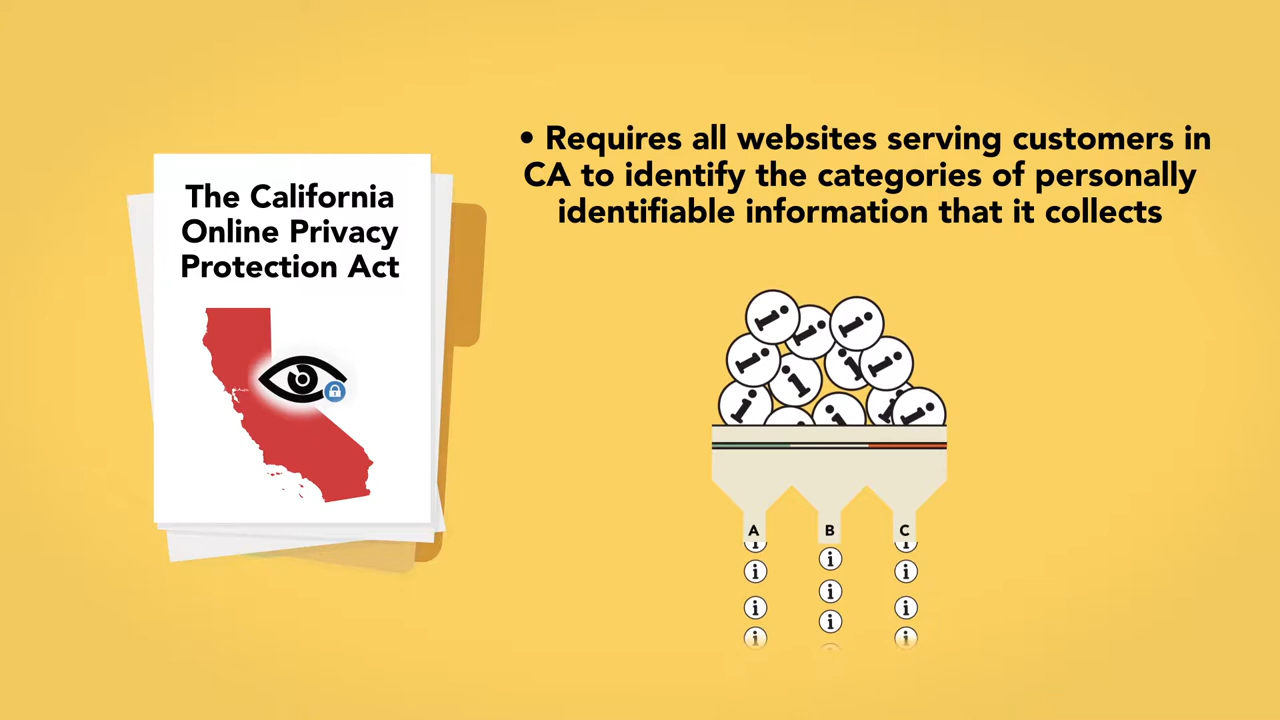 The California
Online Privacy
Protection Act
• Requires all websites serving customers in
CA to identify the categories of personally
identifiable information that it collects
i i i
i i i i
i i i i i
A B C
i i i
i i i
i i i
i i i